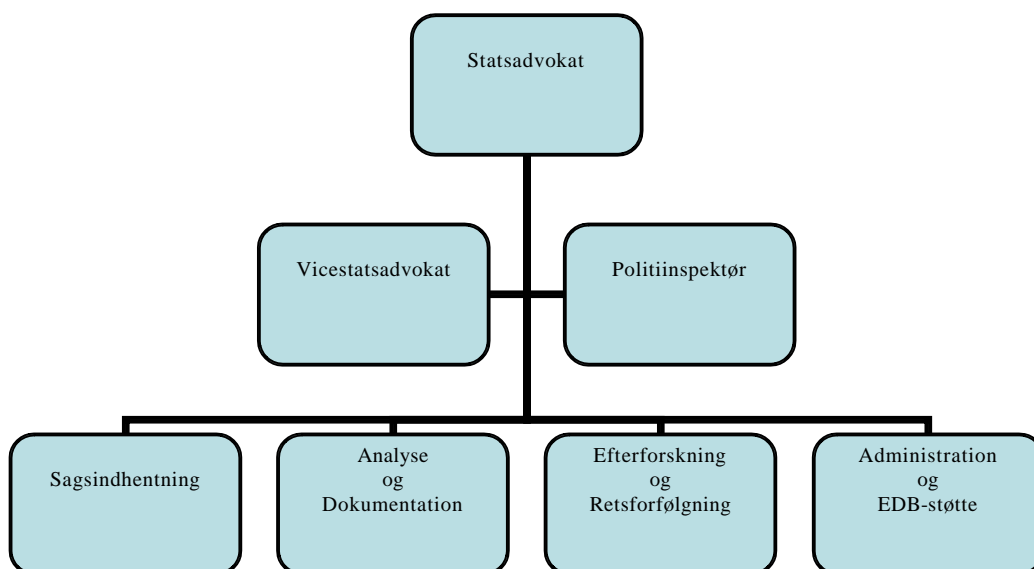 Statsadvokat
Vicestatsadvokat
Politiinspektør
Sagsindhentning
Analyse
og
Dokumentation
Efterforskning
og
Retsforfølgning
Administration
og
EDB-støtte